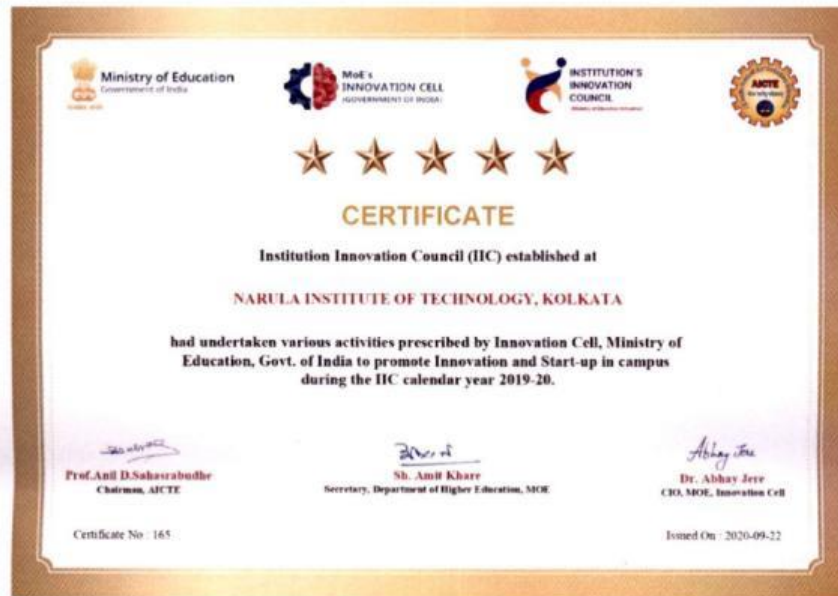 Ministry of Education
Government of India
MoE's
INNOVATION CELL
(GOVERNMENT OF INDIA)
INSTITUTION'S
INNOVATION
COUNCIL
AICTE
CERTIFICATE
Institution Innovation Council (IIC) established at
NARULA INSTITUTE OF TECHNOLOGY, KOLKATA
had undertaken various activities prescribed by Innovation Cell, Ministry of
Education, Govt. of India to promote Innovation and Start-up in campus
during the IIC calendar year 2019-20.
Abhay Jere
Prof.Anil D.Sahasrabudhe
Chairman, AICTE
Sh. Amit Khare
Secretary, Department of Higher Education, MOE
Dr. Abhay Jere
CIO, MOE, Innovation Cell
Certificate No : 165
Issued On : 2020-09-22